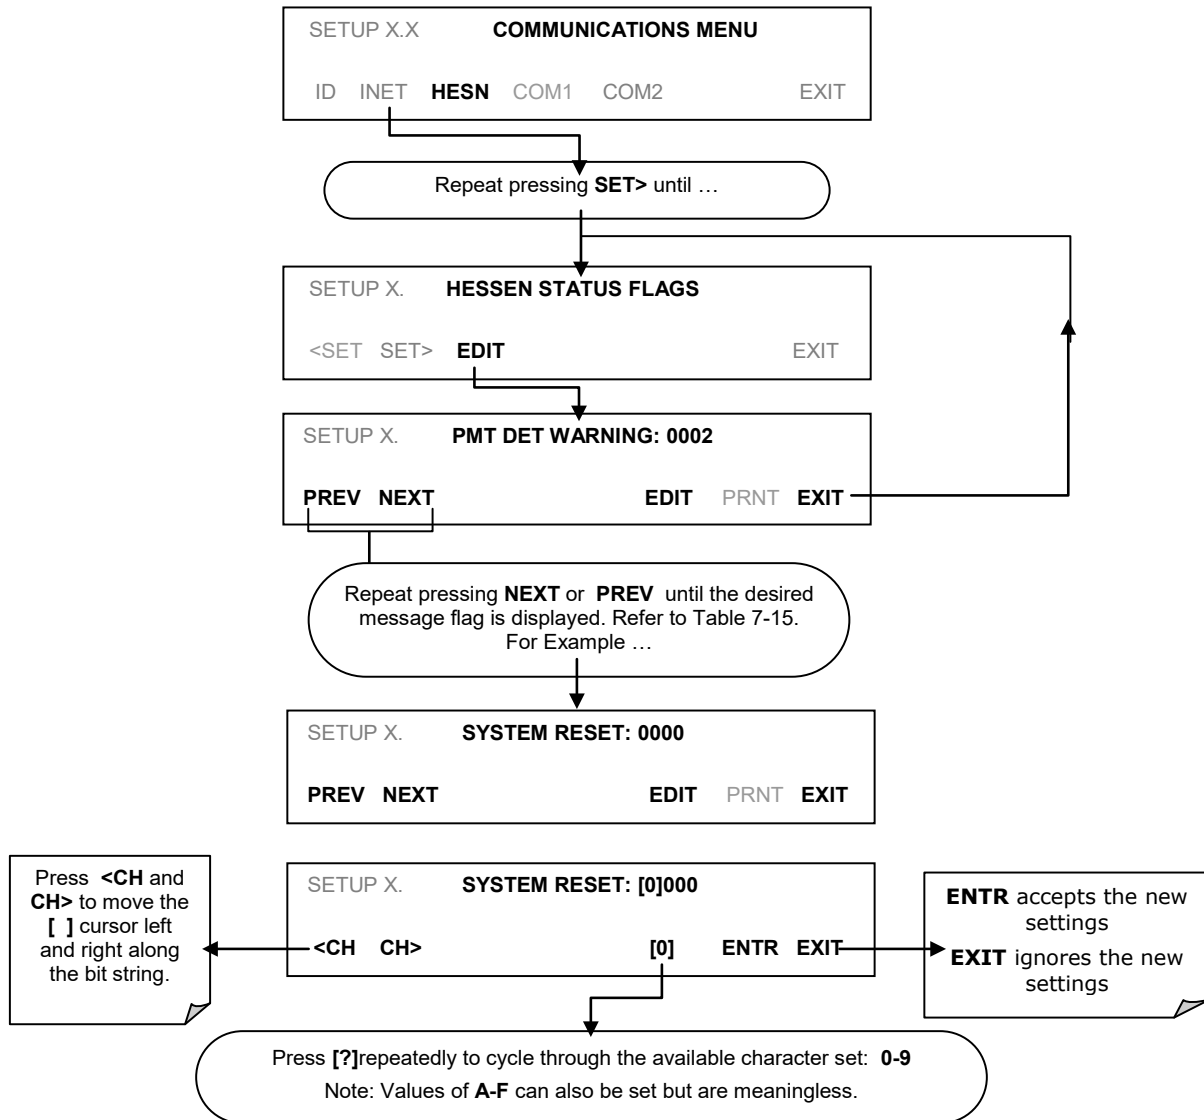 SETUP X.X COMMUNICATIONS MENU
ID INET HESN COM1 COM2 EXIT
Repeat pressing SET> until …
SETUP X. HESSEN STATUS FLAGS
<SET SET> EDIT EXIT
SETUP X. PMT DET WARNING: 0002
PREV NEXT EDIT PRNT EXIT
Repeat pressing NEXT or PREV until the desired
message flag is displayed. Refer to Table 7-15.
For Example …
SETUP X. SYSTEM RESET: 0000
PREV NEXT EDIT PRNT EXIT
Press <CH and
CH> to move the
[ ] cursor left
and right along
the bit string.
SETUP X. SYSTEM RESET: [0]000
<CH CH> [0] ENTR EXIT
ENTR accepts the new
settings
EXIT ignores the new
settings
Press [?]repeatedly to cycle through the available character set: 0-9
Note: Values of A-F can also be set but are meaningless.